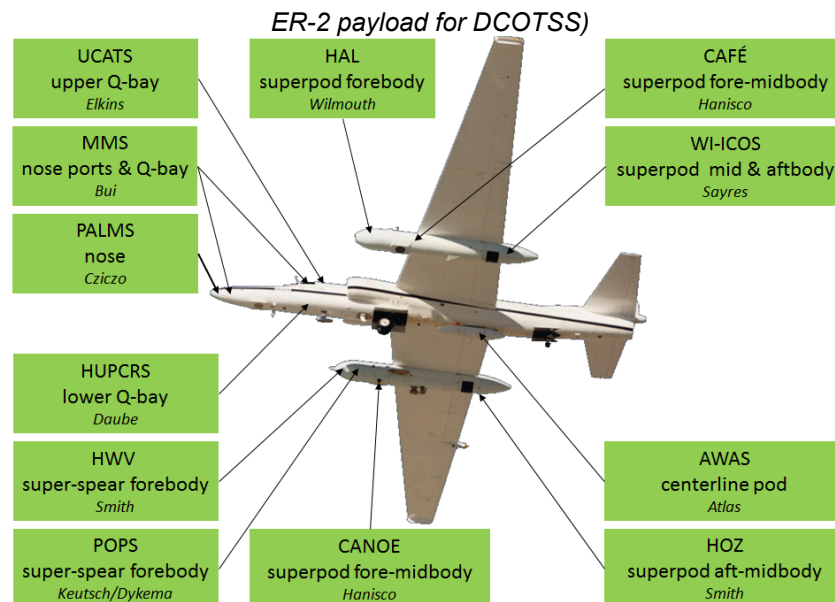 ER-2 payload for DCOTSS)
UCATS
upper Q-bay
Elkins
HAL
superpod forebody
Wilmouth
CAFÉ
superpod fore-midbody
Hanisco
MMS
nose ports & Q-bay
Bui
WI-ICOS
superpod mid & aftbody
Sayres
PALMS
nose
Cziczo
HUPCRS
lower Q-bay
Daube
HWV
super-spear forebody
Smith
AWAS
centerline pod
Atlas
POPS
super-spear forebody
Keutsch/Dykema
CANOE
superpod fore-midbody
Hanisco
HOZ
superpod aft-midbody
Smith